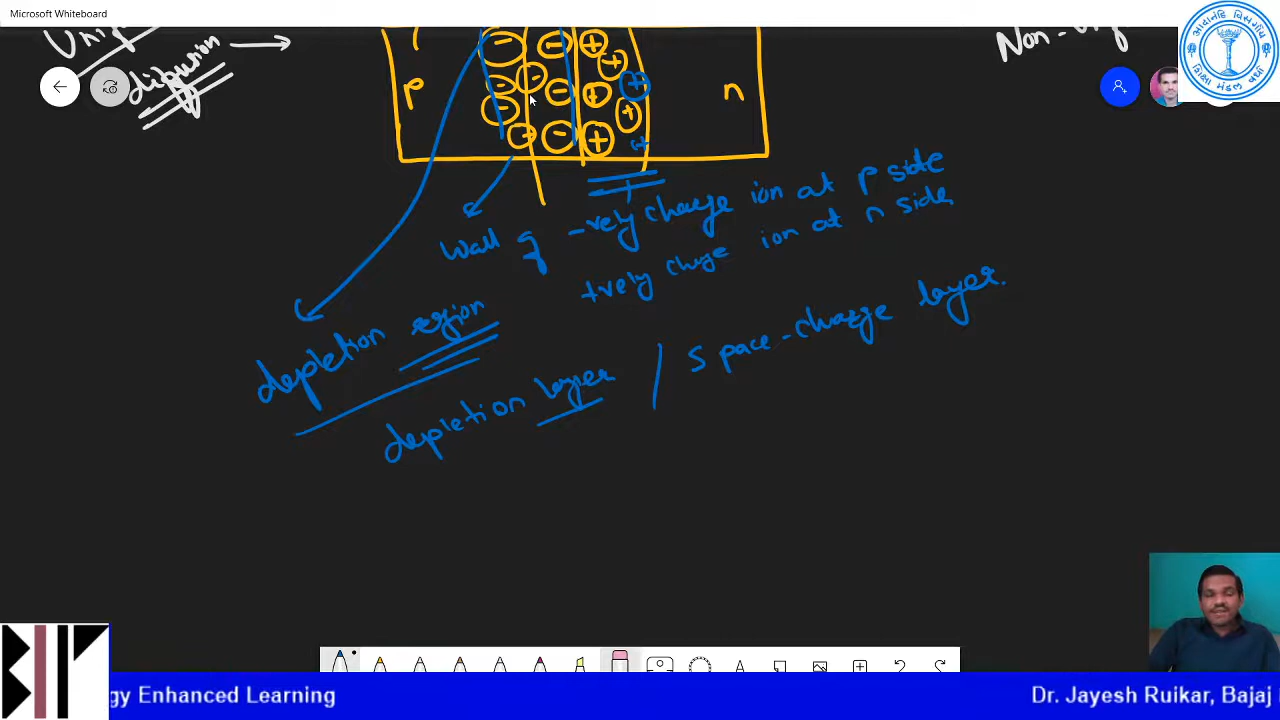 Microsoft Whiteboard
diffusion
Non-
p
n
wall of -vely charge ion at p side
+vely charge ion at n side
depletion region
depletion layer / space-charge layer.
gy Enhanced Learning
Dr. Jayesh Ruikar, Bajaj